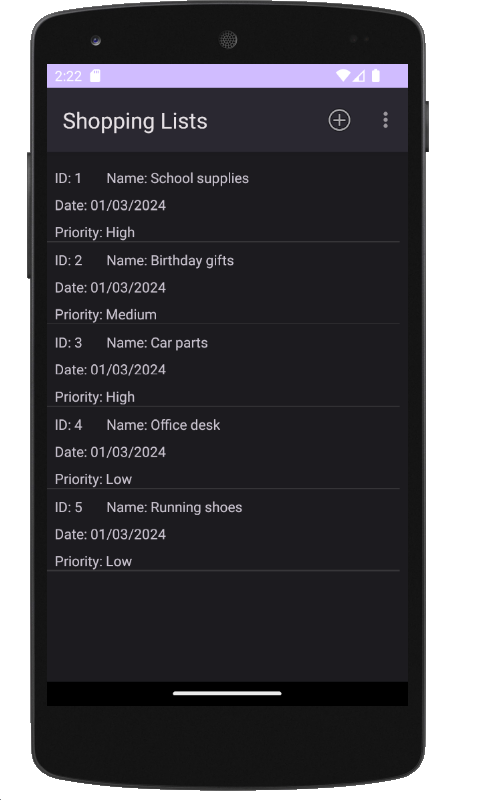 2:22
Shopping Lists
ID: 1 Name: School supplies
Date: 01/03/2024
Priority: High
ID: 2 Name: Birthday gifts
Date: 01/03/2024
Priority: Medium
ID: 3 Name: Car parts
Date: 01/03/2024
Priority: High
ID: 4 Name: Office desk
Date: 01/03/2024
Priority: Low
ID: 5 Name: Running shoes
Date: 01/03/2024
Priority: Low